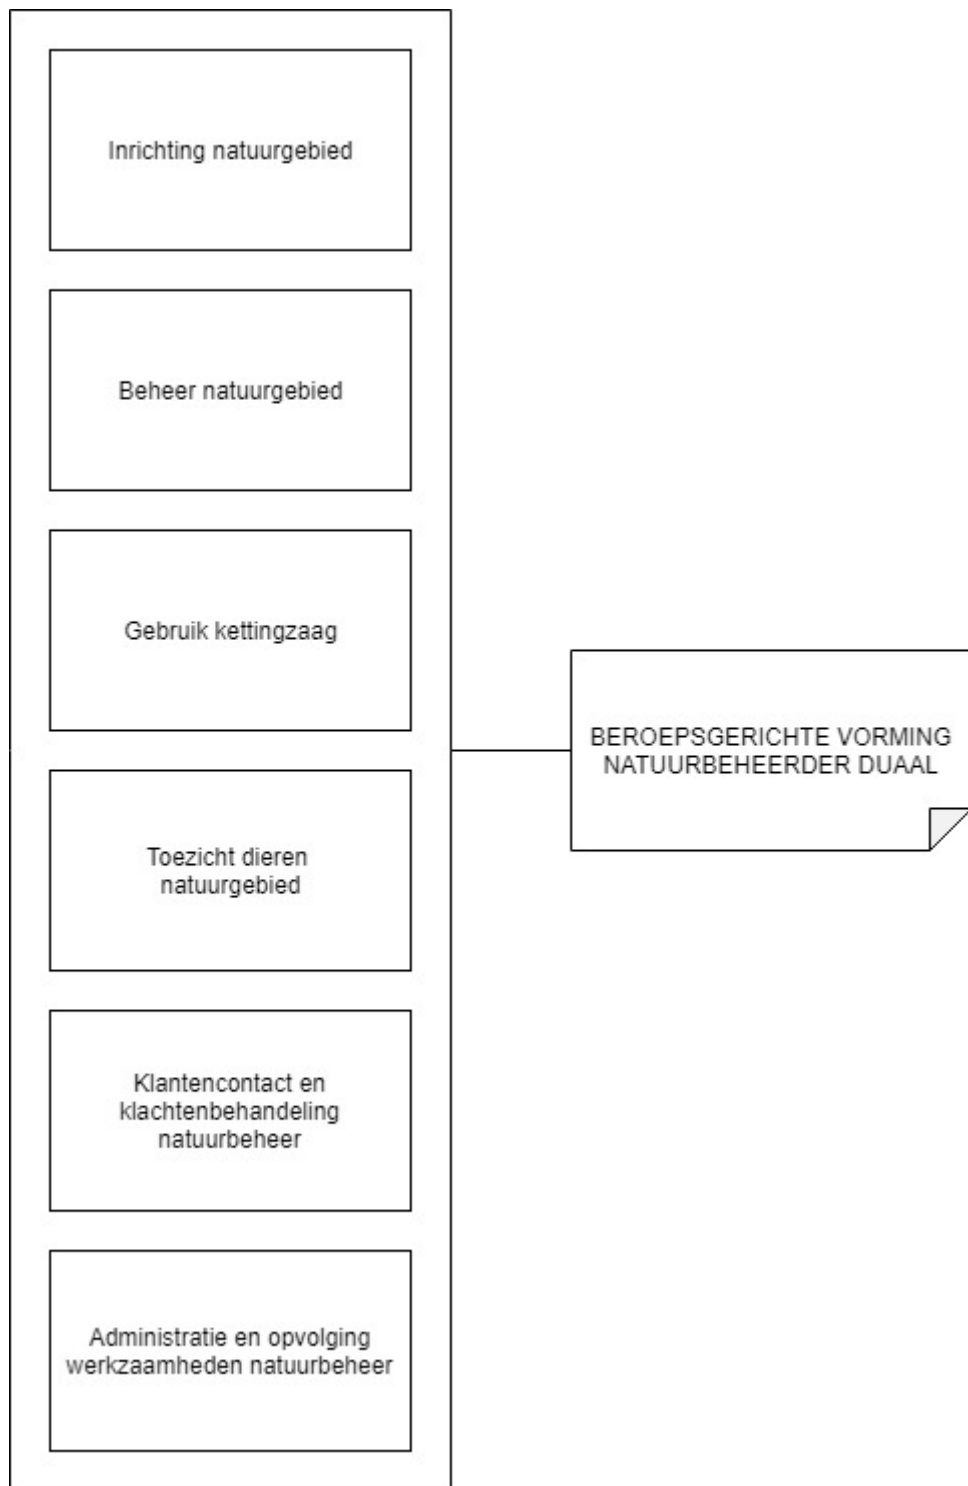 Inrichting natuurgebied
Beheer natuurgebied
Gebruik kettingzaag
BEROEPSGERICHTE VORMING
NATUURBEHEERDER DUAAL
Toezicht dieren
natuurgebied
Klantencontact en
klachtenbehandeling
natuurbeheer
Administratie en opvolging
werkzaamheden natuurbeheer